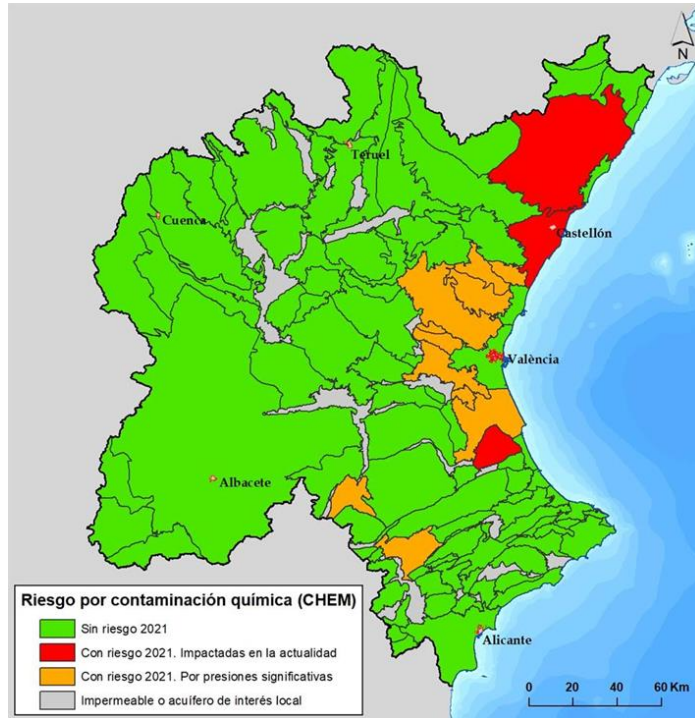 N
Teruel
Cuenca
Castellón
València
Albacete
Alicante
Riesgo por contaminación química (CHEM)
Sin riesgo 2021
Con riesgo 2021. Impactadas en la actualidad
Con riesgo 2021. Por presiones significativas
Impermeable o acuífero de interés local
0 20 40 60 Km